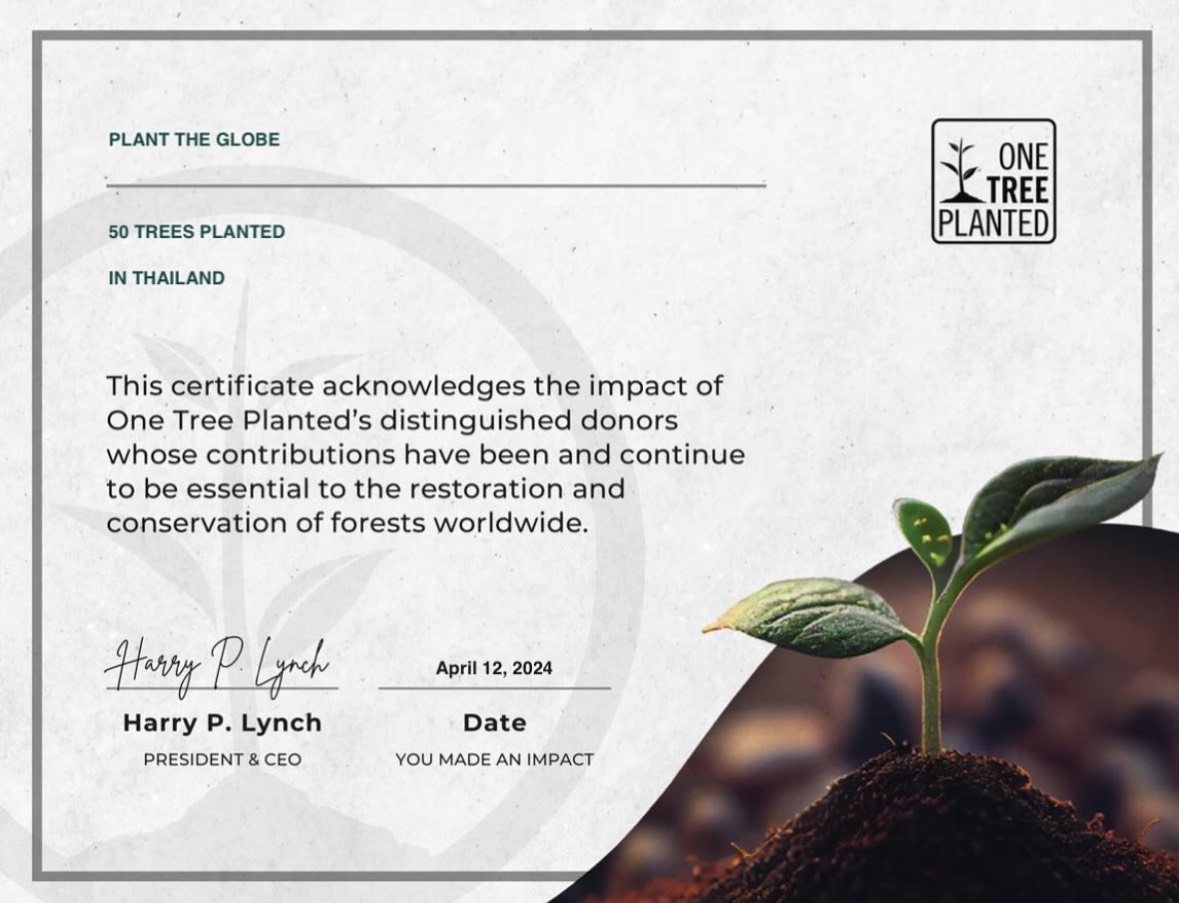 PLANT THE GLOBE
ONE
TREE
PLANTED
50 TREES PLANTED
IN THAILAND
This certificate acknowledges the impact of
One Tree Planted’s distinguished donors
whose contributions have been and continue
to be essential to the restoration and
conservation of forests worldwide.
Harry P. Lynch
April 12, 2024
Harry P. Lynch
Date
PRESIDENT & CEO
YOU MADE AN IMPACT